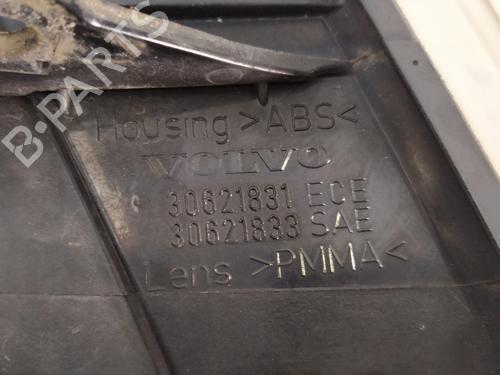 B-PARTS
Housing >ABS<
VOLVO
30621831 ECE
30621833 SAE
Lens >PMMA<